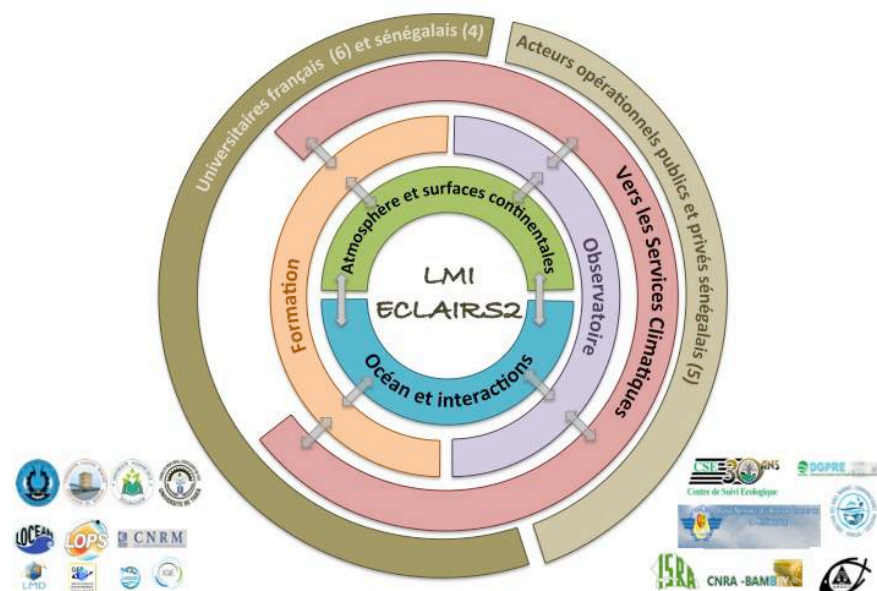 Universitaires français (6) et sénégalais (4)
Acteurs opérationnels publics et privés sénégalais (5)
Vers les Services Climatiques
Formation
Observatoire
Atmosphère et surfaces continentales
LMI
ECLAIRS2
Océan et interactions
LOCEAN
LOPS
CNRM
LMD
IGE
CSE 30 ANS
Centre de Suivi Ecologique
DGPRE
ISRA
CNRA -BAMBEY